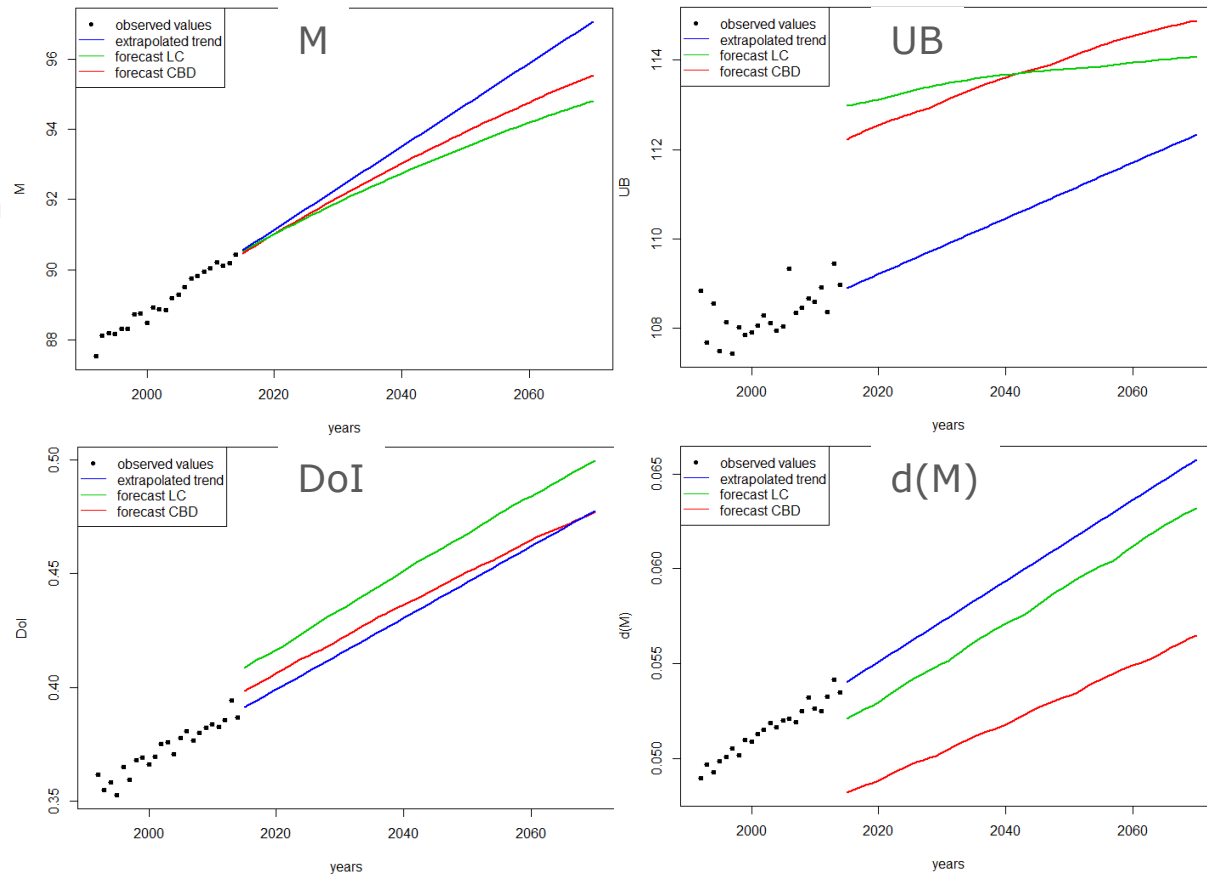 M
observed values
extrapolated trend
forecast LC
forecast CBD
96
94
92
90
88
M
2000
2020
2040
2060
years
UB
observed values
extrapolated trend
forecast LC
forecast CBD
114
112
110
108
UB
2000
2020
2040
2060
years
DoI
observed values
extrapolated trend
forecast LC
forecast CBD
0.50
0.45
0.40
0.35
DoI
2000
2020
2040
2060
years
d(M)
observed values
extrapolated trend
forecast LC
forecast CBD
0.065
0.060
0.055
0.050
d(M)
2000
2020
2040
2060
years